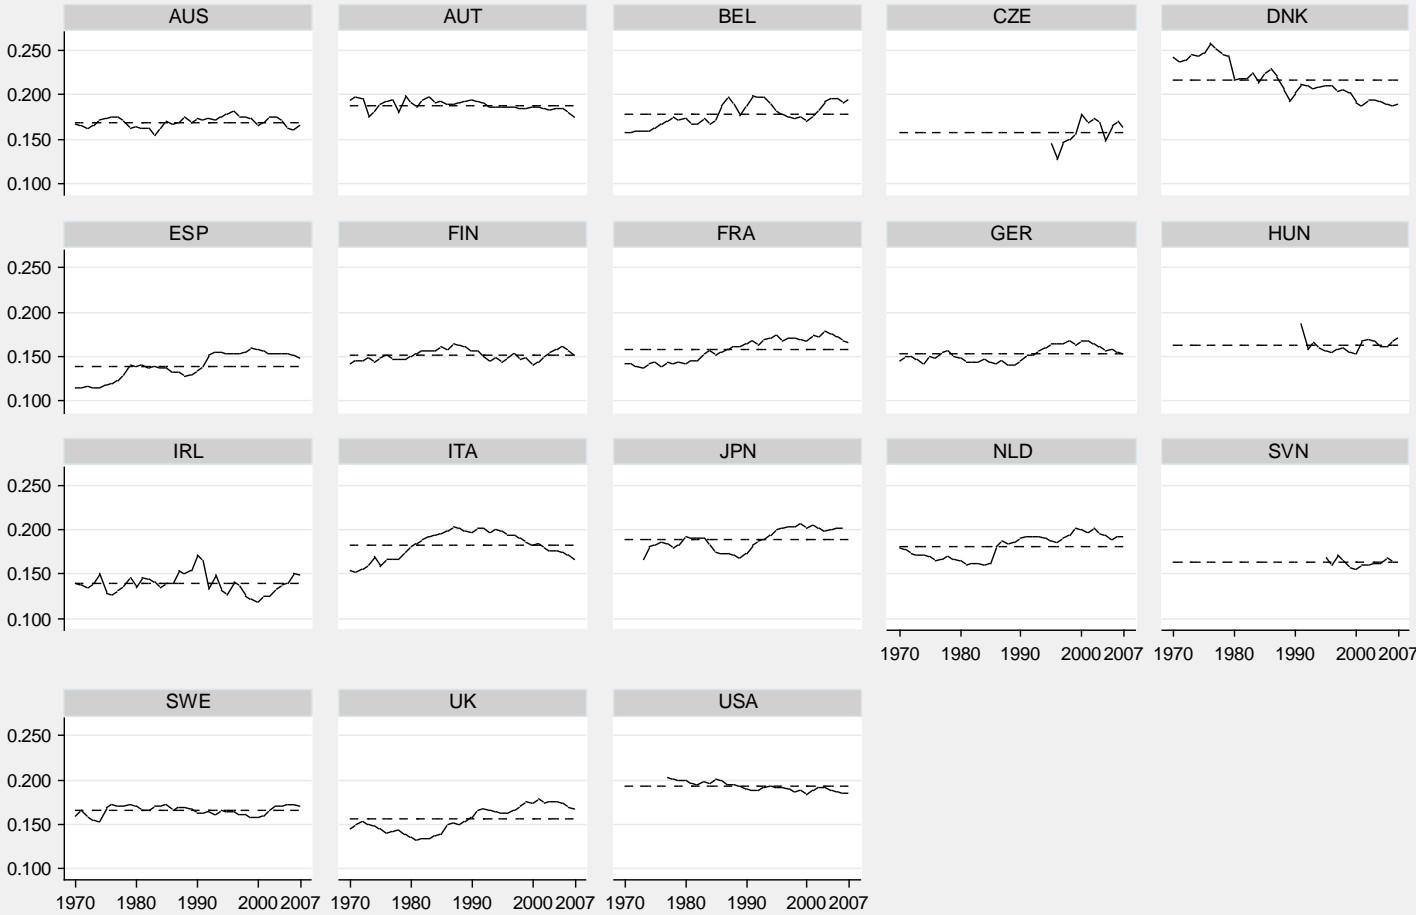 AUS AUT BEL CZE DNK
0.250
0.200
0.150
0.100
ESP FIN FRA GER HUN
0.250
0.200
0.150
0.100
IRL ITA JPN NLD SVN
0.250
0.200
0.150
0.100
1970 1980 1990 2000 2007 1970 1980 1990 2000 2007
SWE UK USA
0.250
0.200
0.150
0.100
1970 1980 1990 2000 2007 1970 1980 1990 2000 2007 1970 1980 1990 2000 2007